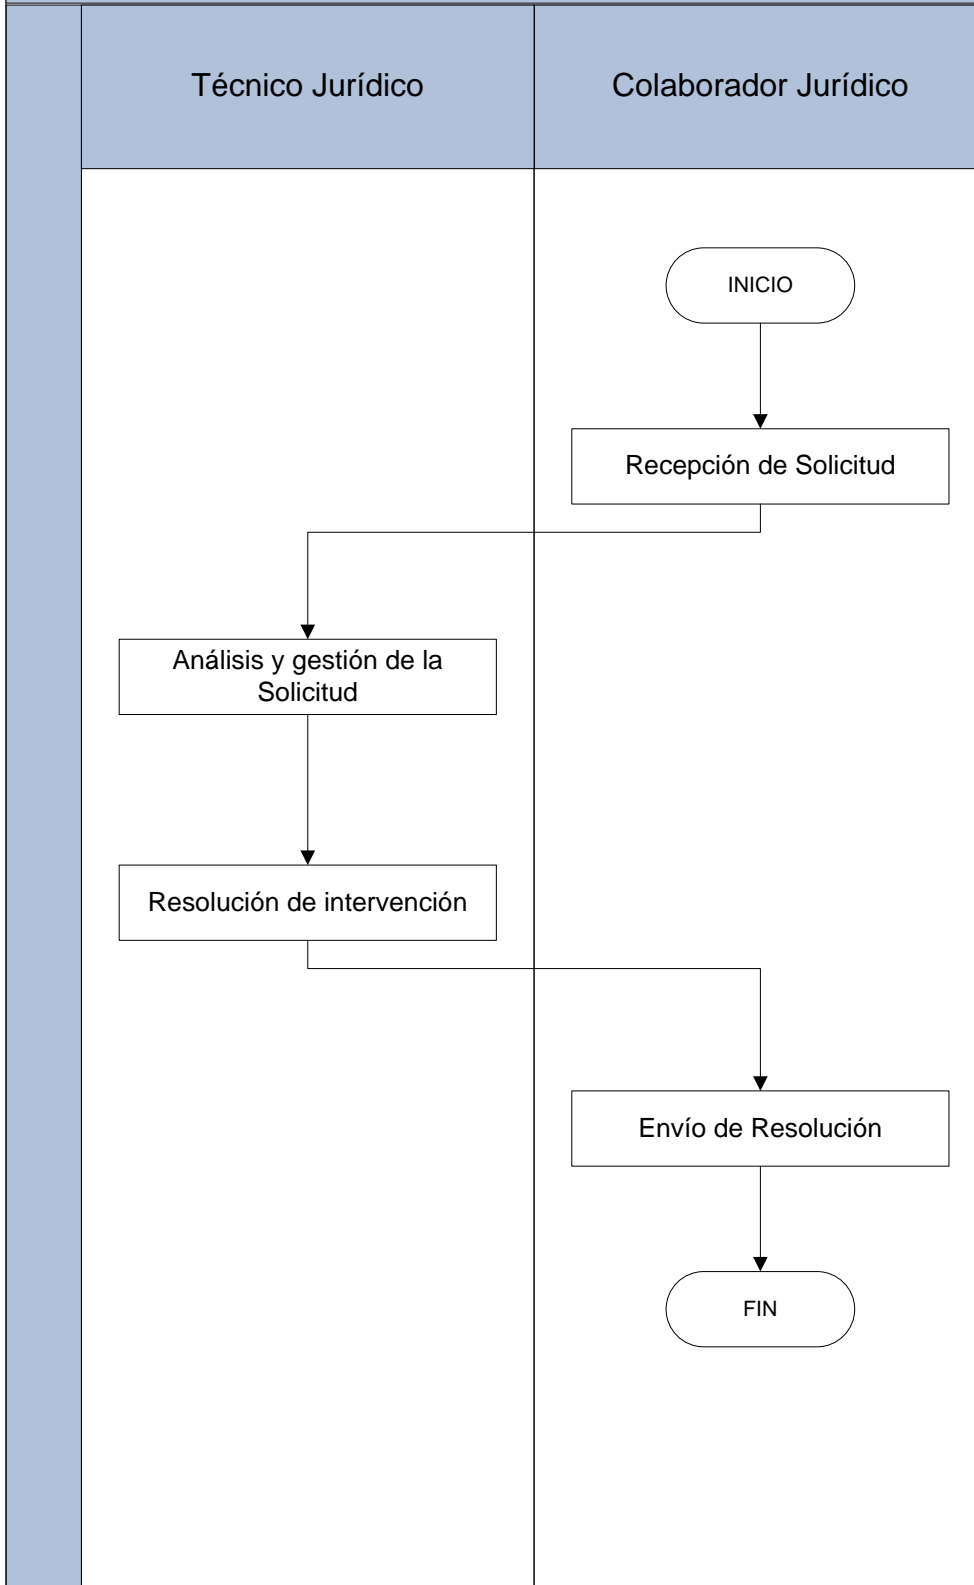 Técnico Jurídico
Colaborador Jurídico
INICIO
Recepción de Solicitud
Análisis y gestión de la
Solicitud
Resolución de intervención
Envío de Resolución
FIN